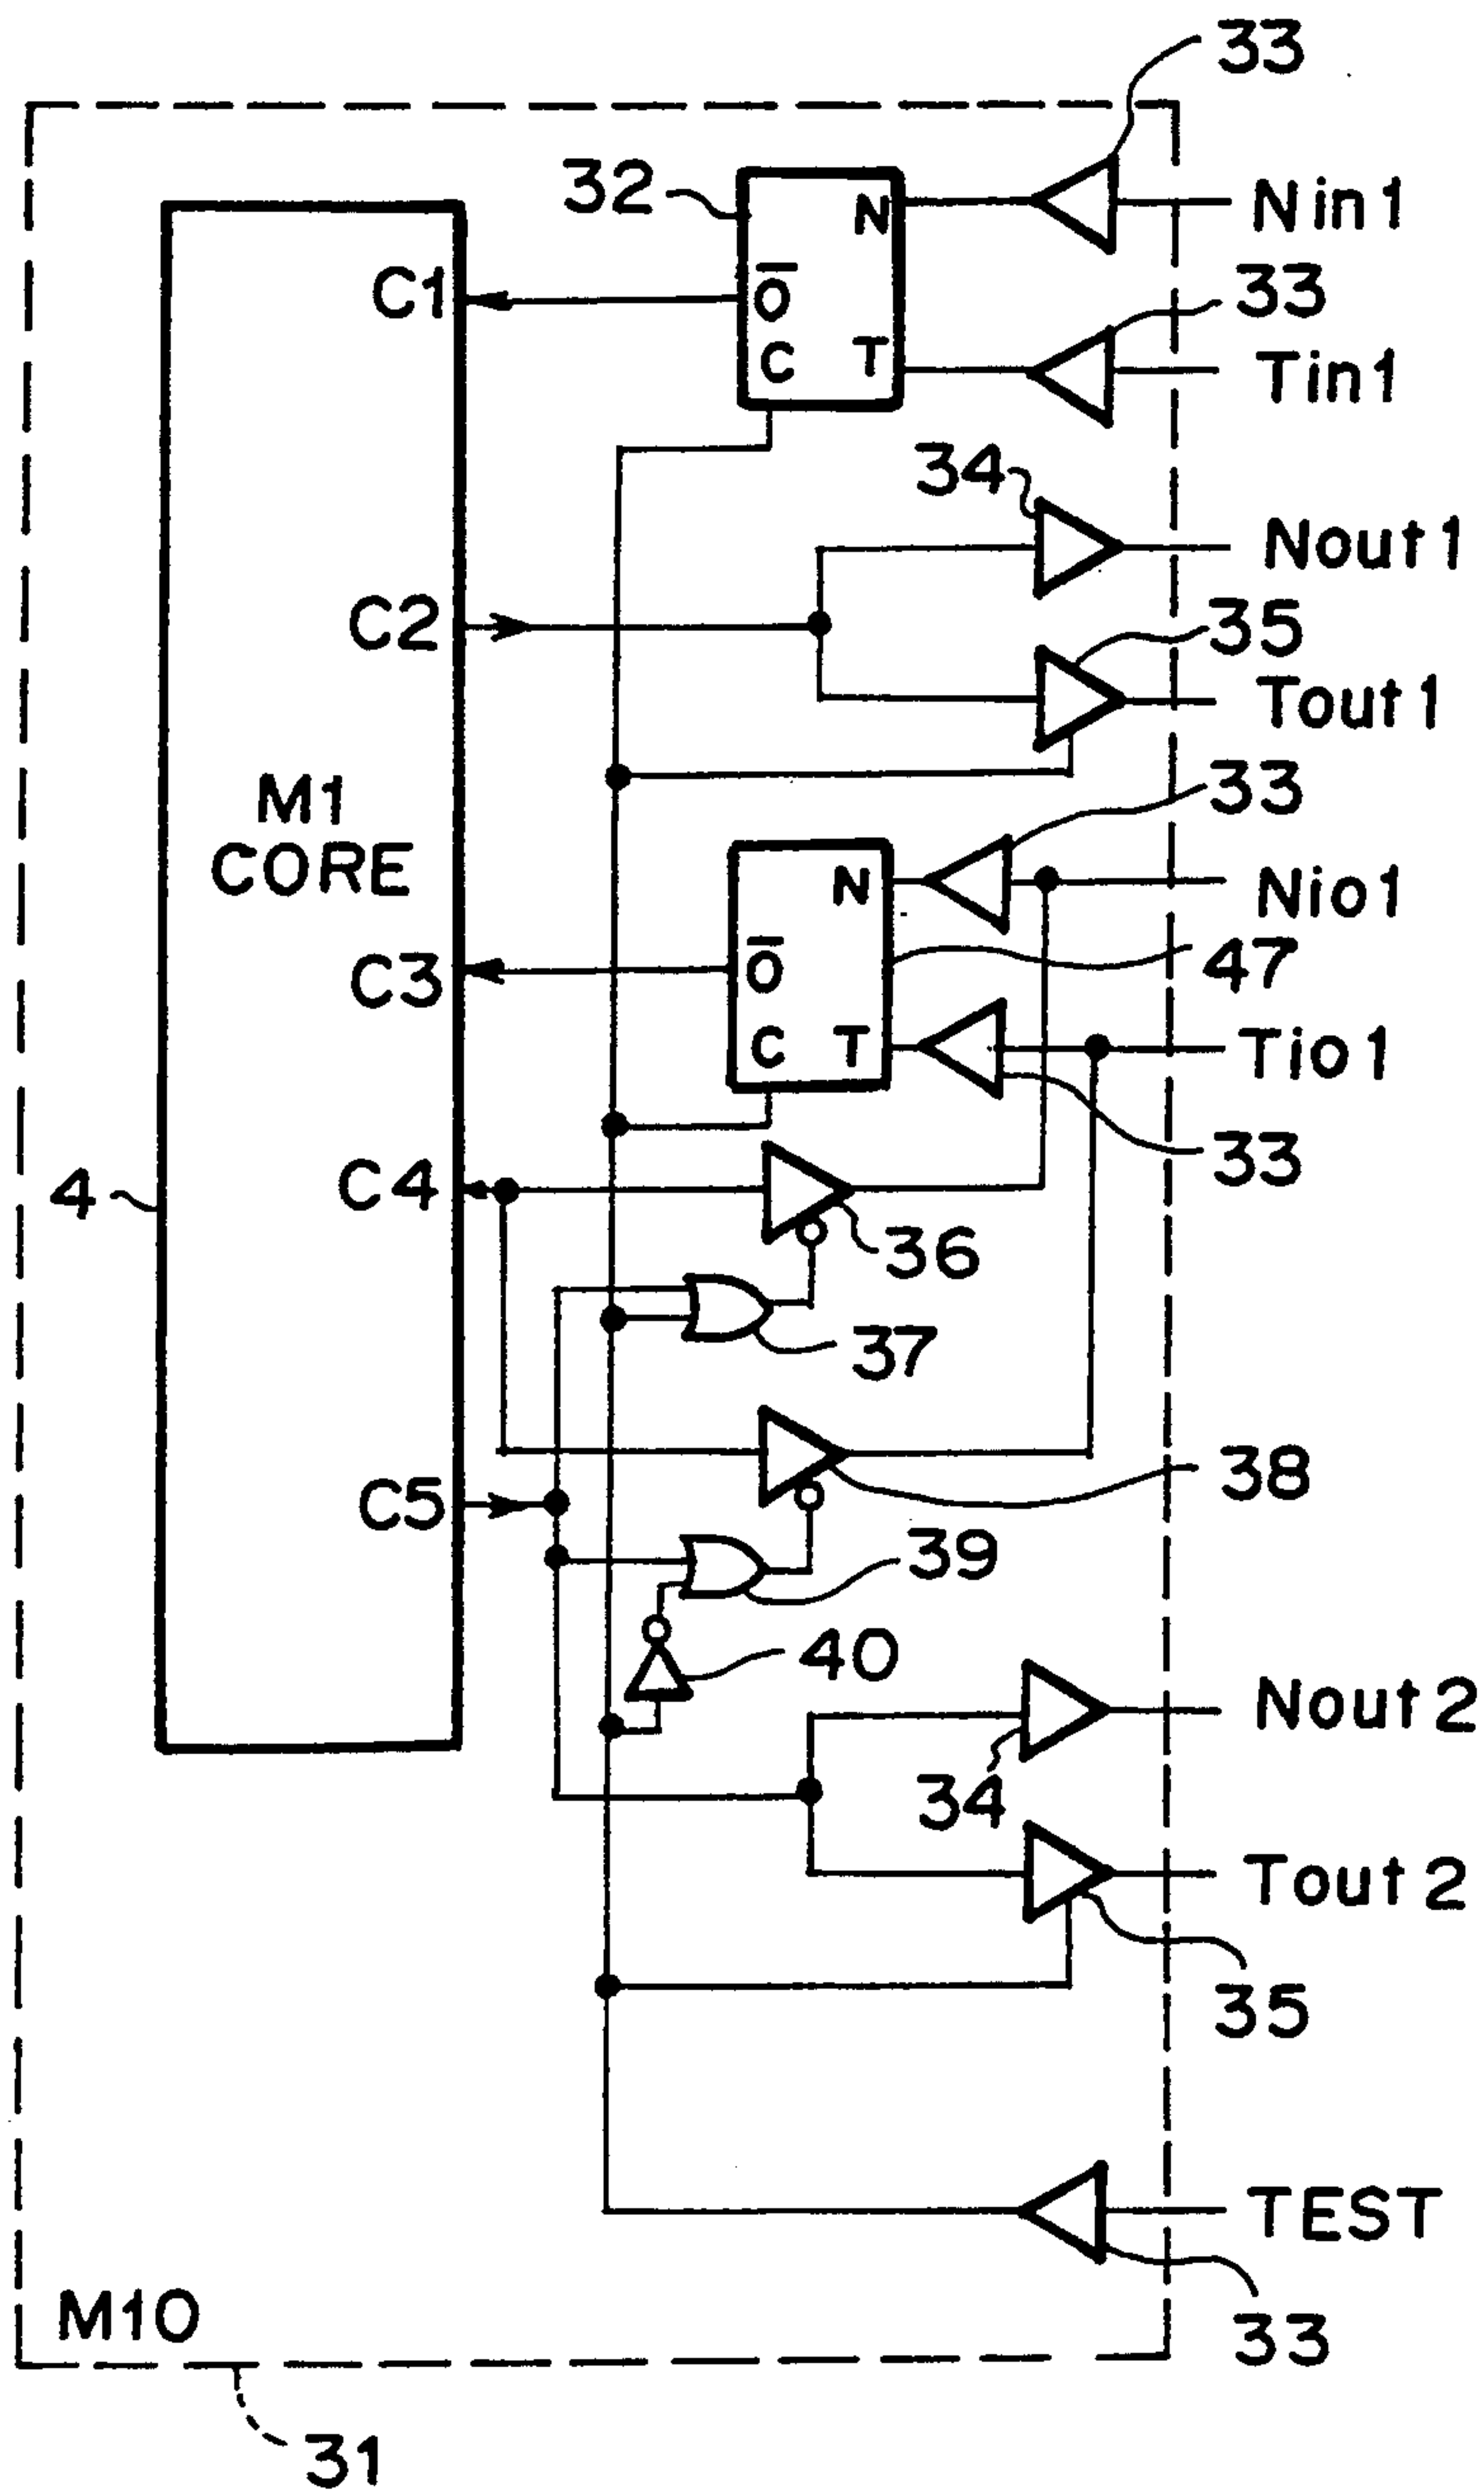 33
32
N
Nin1
C1
O̅
33
C
T
Tin1
34
Nout1
C2
35
Tout1
M1
CORE
33
N
Nio1
C3
O̅
47
C
T
Tio1
4
C4
33
36
37
C5
38
39
40
Nout2
34
Tout2
35
TEST
M10
33
31